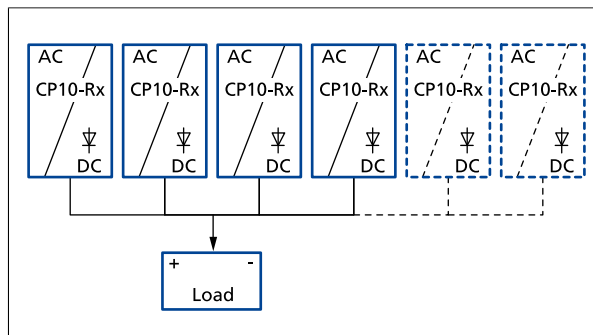 AC AC AC AC AC AC
CP10-Rx CP10-Rx CP10-Rx CP10-Rx CP10-Rx CP10-Rx
DC DC DC DC DC DC
+ -
Load